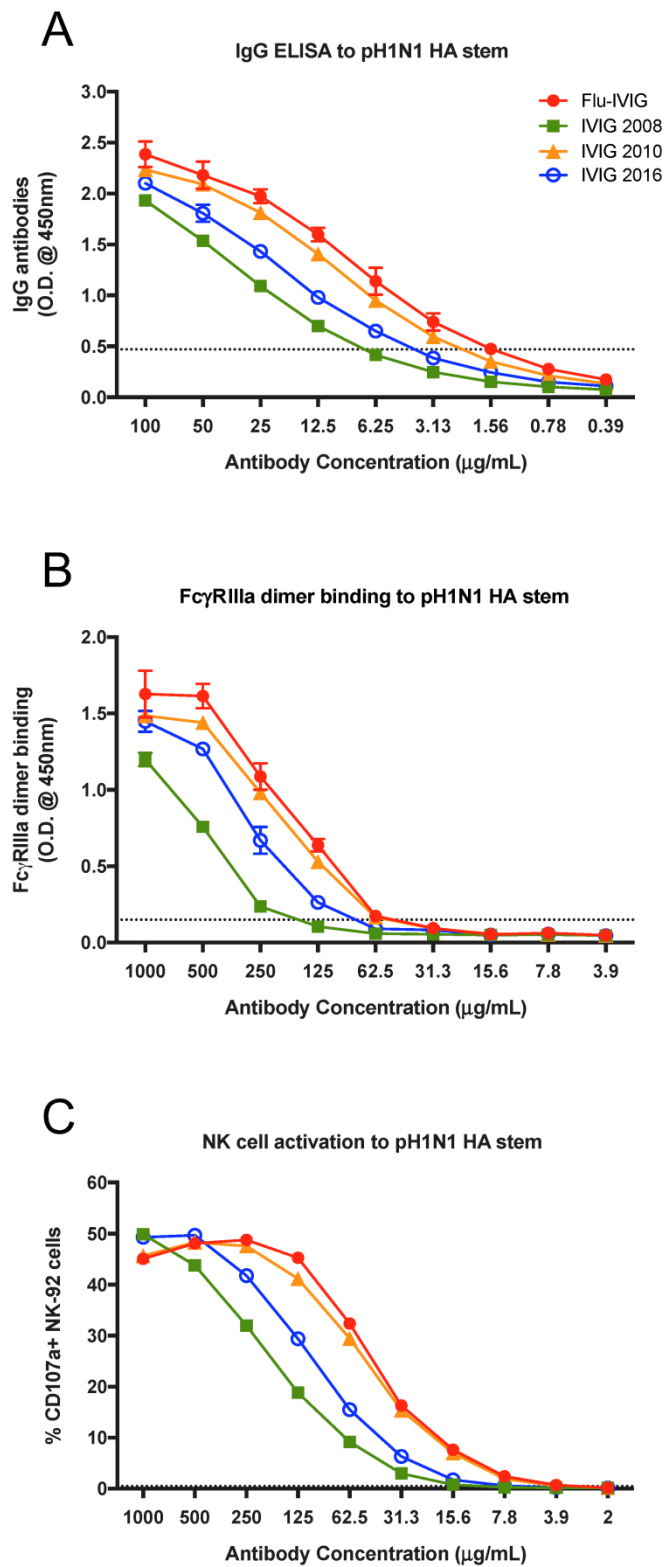 A
IgG ELISA to pH1N1 HA stem
Flu-IVIG
IVIG 2008
IVIG 2010
IVIG 2016
IgG antibodies
(O.D. @ 450nm)
3.0
2.5
2.0
1.5
1.0
0.5
0.0
100 50 25 12.5 6.25 3.13 1.56 0.78 0.39
Antibody Concentration (μg/mL)
B
FcγRIIIa dimer binding to pH1N1 HA stem
FcγRIIIa dimer binding
(O.D. @ 450nm)
2.0
1.5
1.0
0.5
0.0
1000 500 250 125 62.5 31.3 15.6 7.8 3.9
Antibody Concentration (μg/mL)
C
NK cell activation to pH1N1 HA stem
% CD107a+ NK-92 cells
60
50
40
30
20
10
0
1000 500 250 125 62.5 31.3 15.6 7.8 3.9 2
Antibody Concentration (μg/mL)